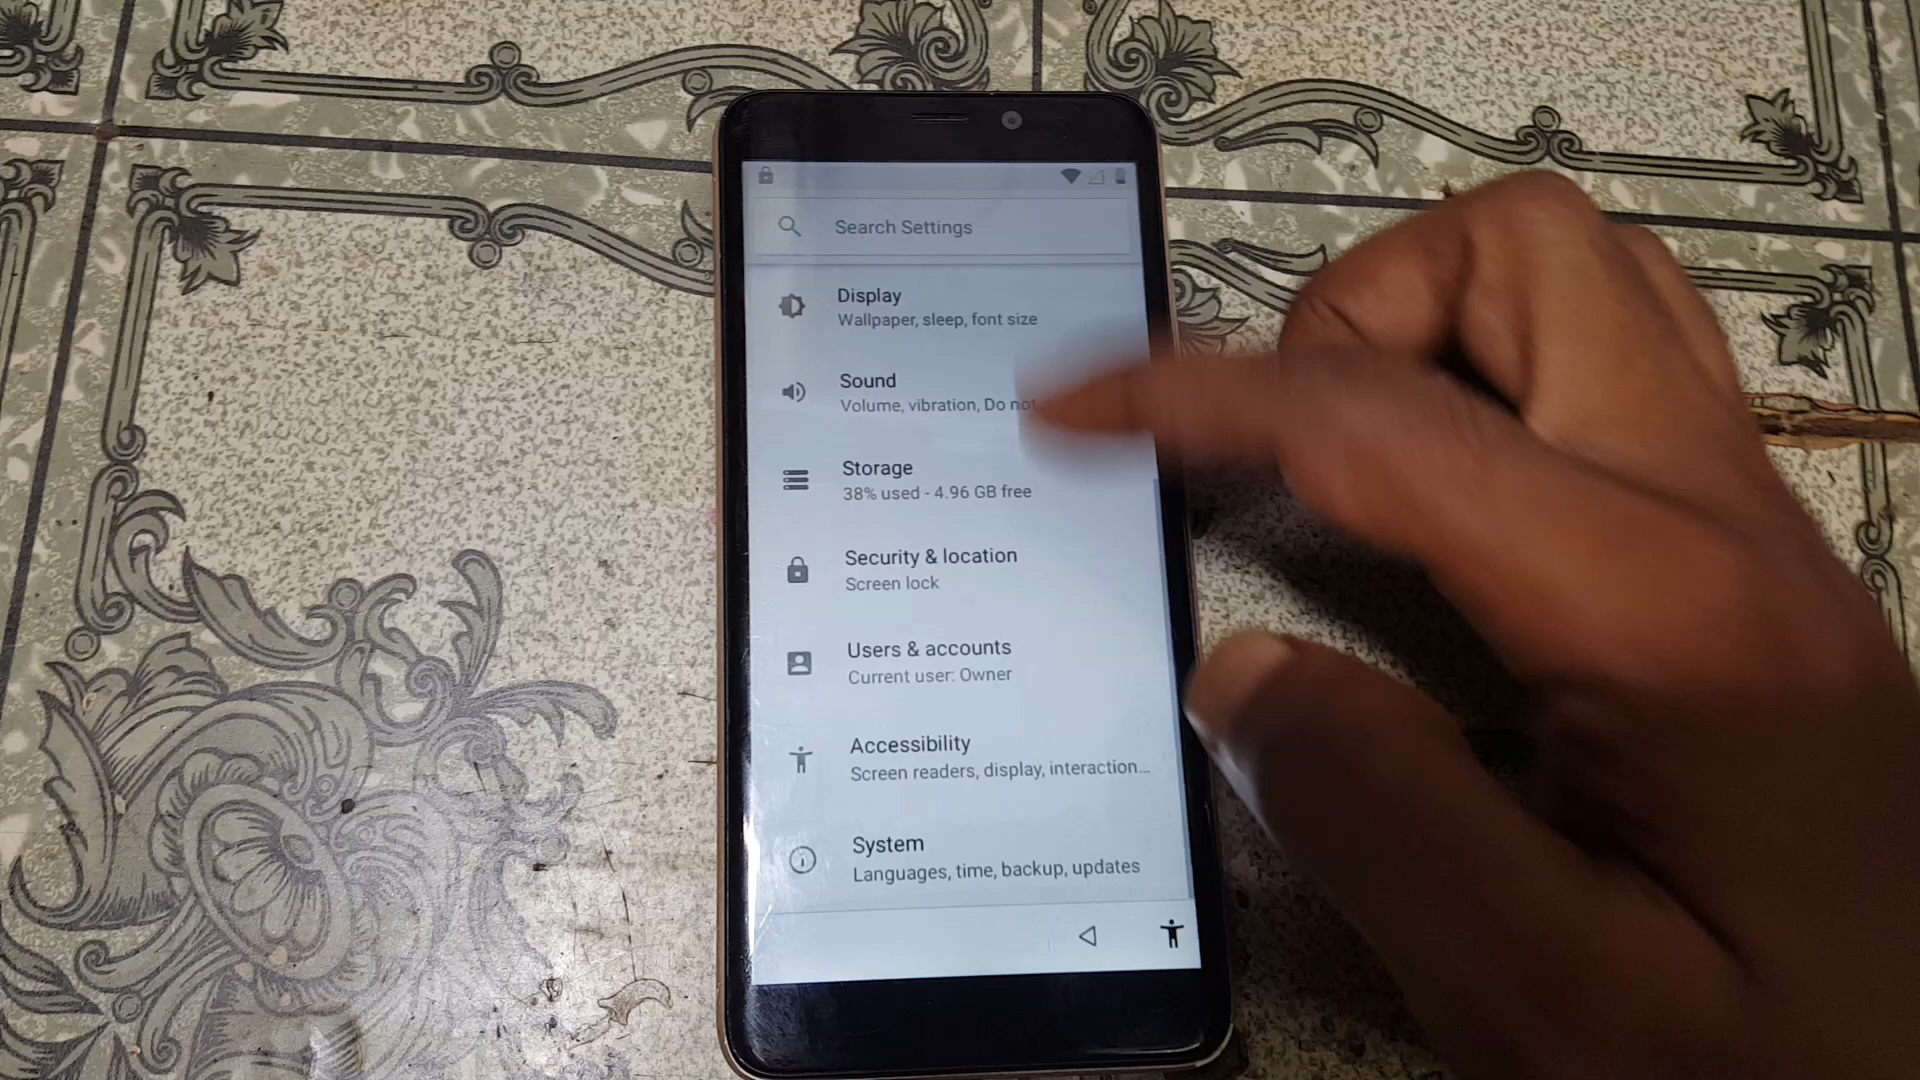 Search Settings
Display
Wallpaper, sleep, font size
Sound
Volume, vibration, Do not
Storage
38% used - 4.96 GB free
Security & location
Screen lock
Users & accounts
Current user: Owner
Accessibility
Screen readers, display, interaction...
System
Languages, time, backup, updates